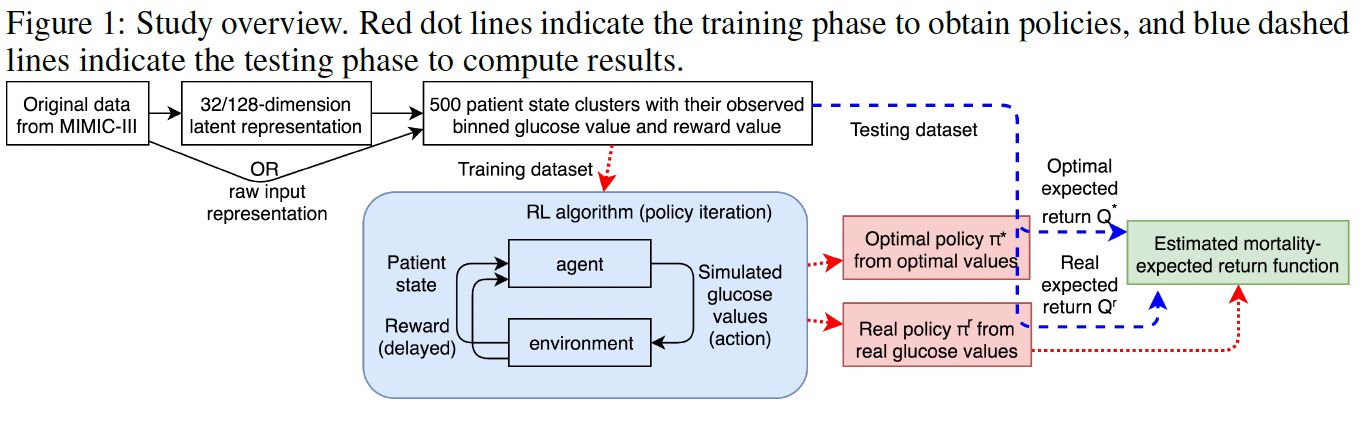 Figure 1: Study overview. Red dot lines indicate the training phase to obtain policies, and blue dashed
lines indicate the testing phase to compute results.
Original data
from MIMIC-III
32/128-dimension
latent representation
500 patient state clusters with their observed
binned glucose value and reward value
OR
raw input
representation
Training dataset
Testing dataset
RL algorithm (policy iteration)
Patient
state
agent
Simulated
glucose
values
(action)
Reward
(delayed)
environment
Optimal policy π*
from optimal values
Real policy πʳ from
real glucose values
Optimal
expected
return Q*
Real
expected
return Qʳ
Estimated mortality-
expected return function